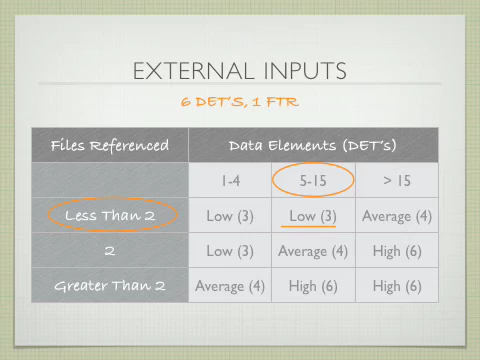 EXTERNAL INPUTS
6 DET'S, 1 FTR
Files Referenced Data Elements (DET's)
1-4 5-15 > 15
Less Than 2 Low (3) Low (3) Average (4)
2 Low (3) Average (4) High (6)
Greater Than 2 Average (4) High (6) High (6)